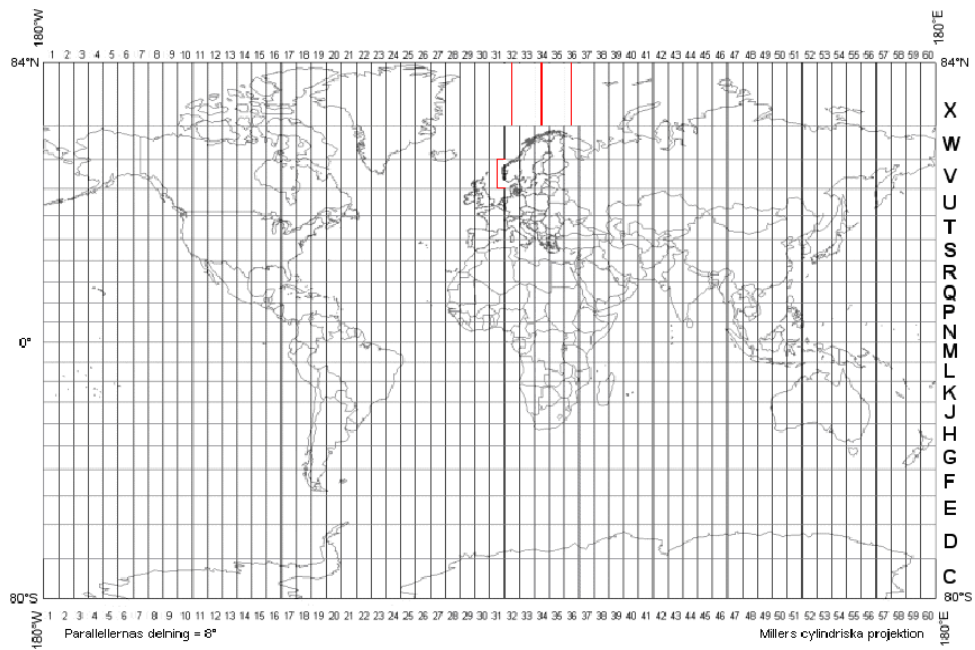 180°W
180°E
1 2 3 4 5 6 7 8 9 10 11 12 13 14 15 16 17 18 19 20 21 22 23 24 25 26 27 28 29 30 31 32 33 34 35 36 37 38 39 40 41 42 43 44 45 46 47 48 49 50 51 52 53 54 55 56 57 58 59 60
84°N
84°N
X
W
V
U
T
S
R
Q
P
N
0°
M
L
K
J
H
G
F
E
D
C
80°S
80°S
1 2 3 4 5 6 7 8 9 10 11 12 13 14 15 16 17 18 19 20 21 22 23 24 25 26 27 28 29 30 31 32 33 34 35 36 37 38 39 40 41 42 43 44 45 46 47 48 49 50 51 52 53 54 55 56 57 58 59 60
180°W
180°E
Parallellernas delning = 8°
Millers cylindriska projektion